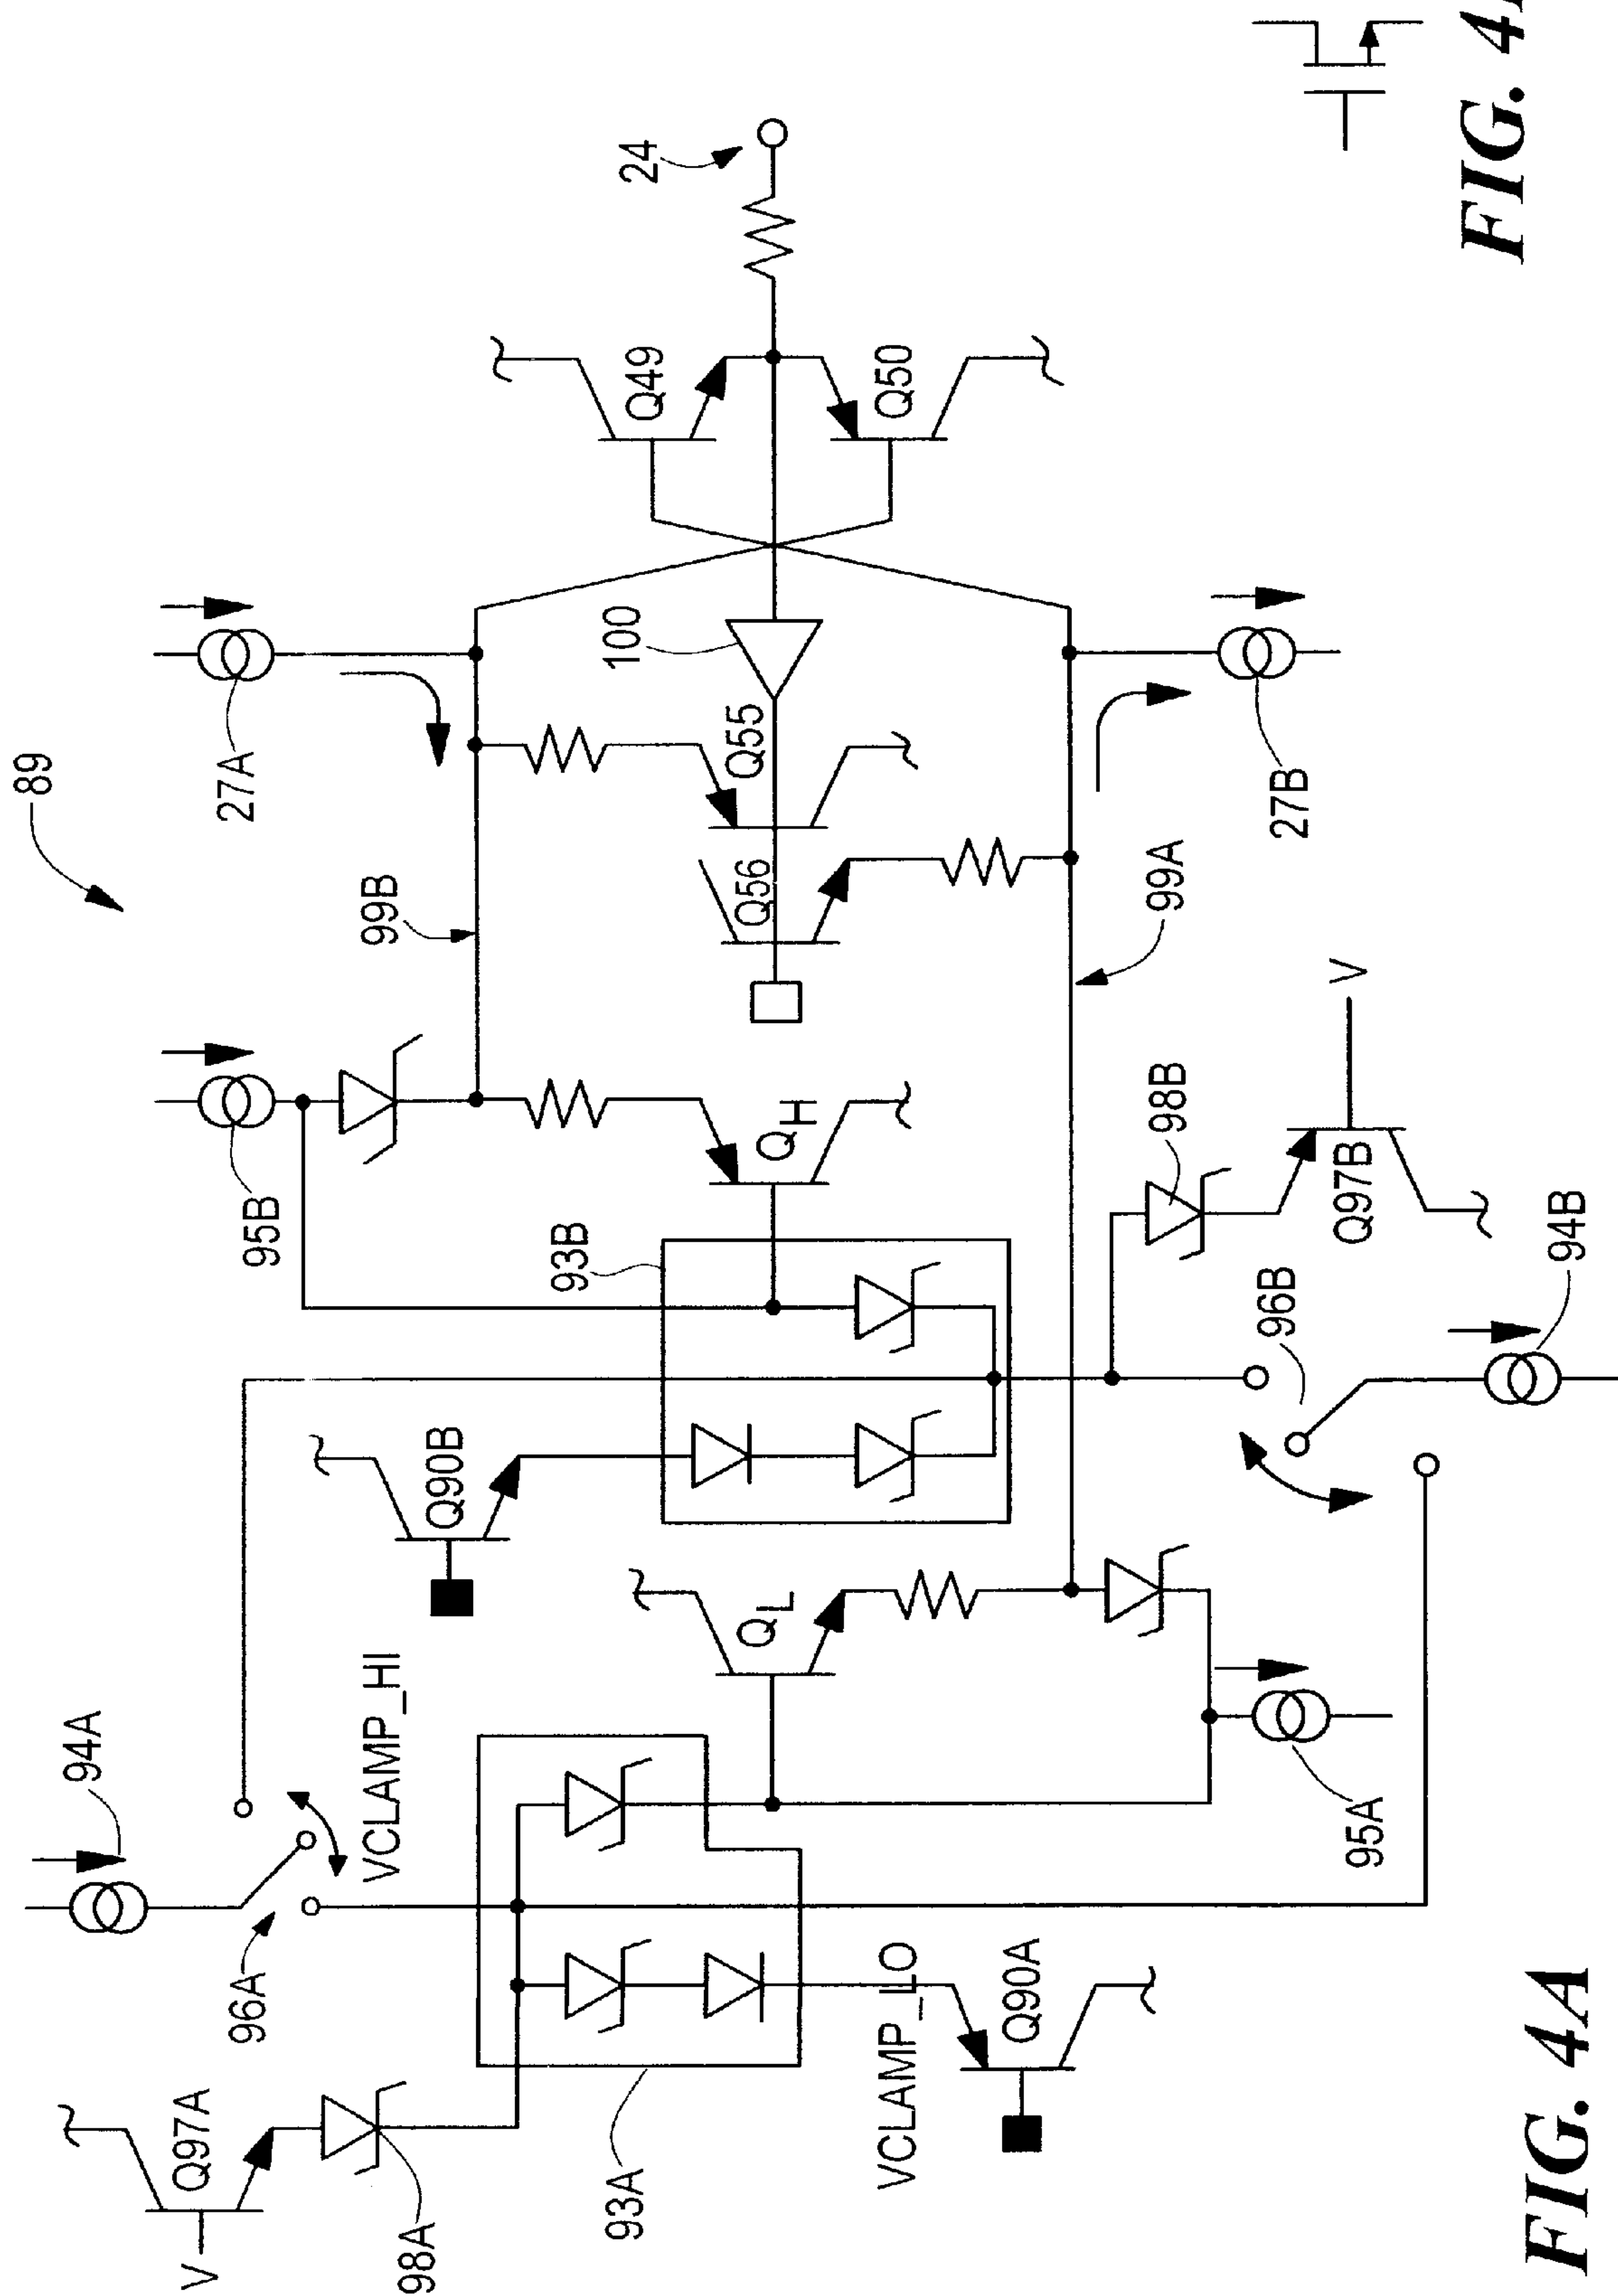 89
27A
24
Q49
Q50
100
Q55
Q56
99B
99A
27B
95B
QH
93B
98B
V
Q97B
96B
94B
Q90B
QL
94A
VCLAMP_HI
96A
95A
VCLAMP_LO
Q90A
Q97A
V
98A
93A
FIG. 4A
FIG. 4